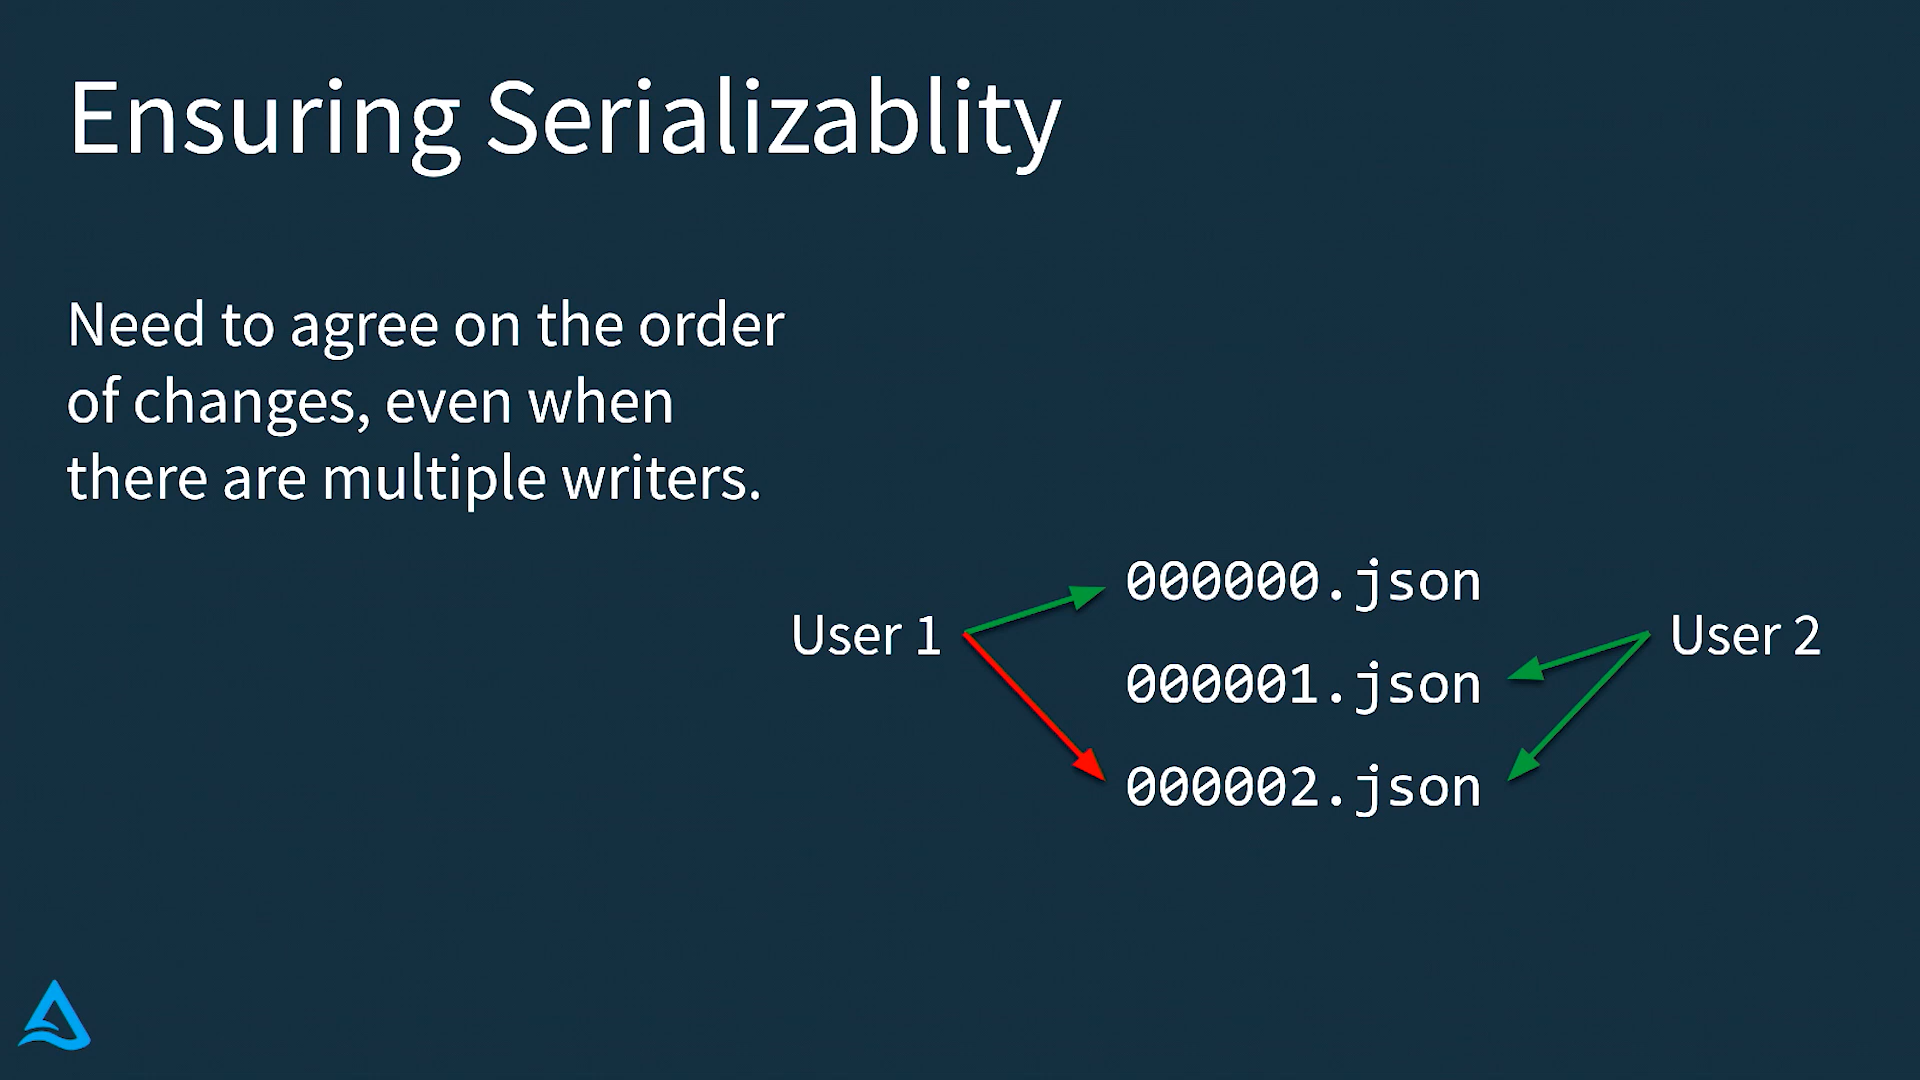 Ensuring Serializablity
Need to agree on the order
of changes, even when
there are multiple writers.
000000.json
User 1
User 2
000001.json
000002.json